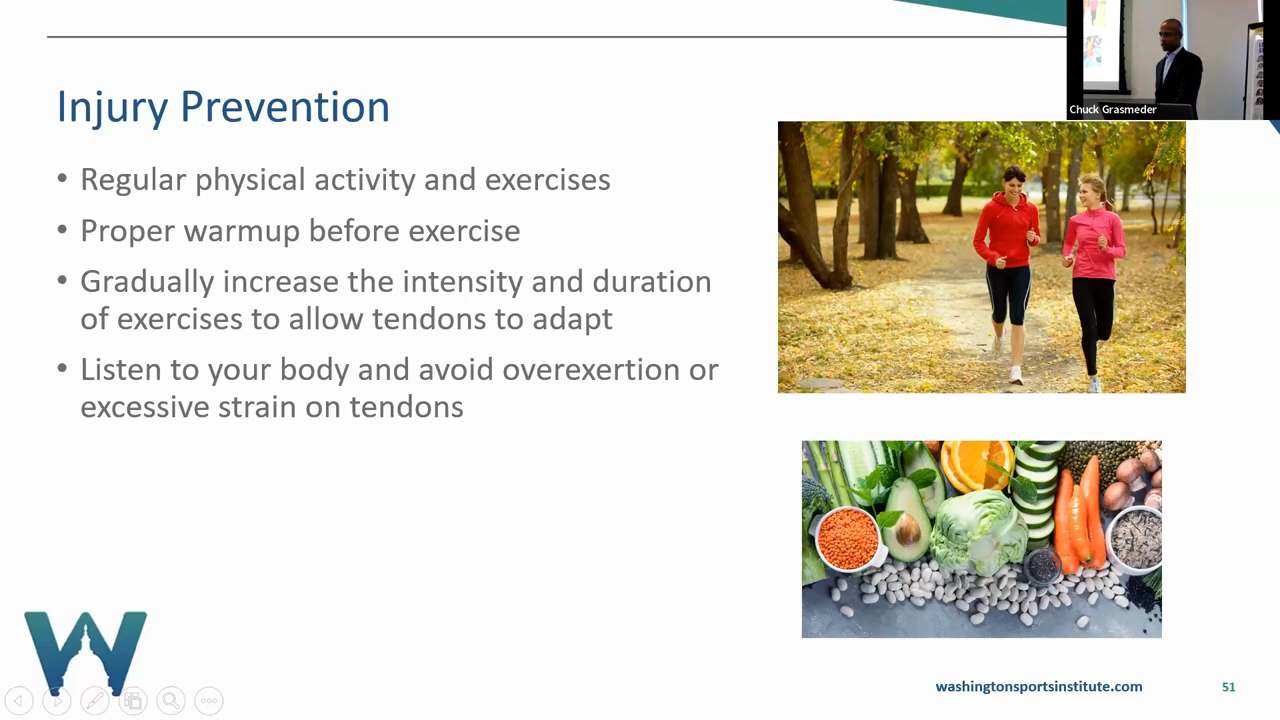 Chuck Grasmeder
Injury Prevention
• Regular physical activity and exercises
• Proper warmup before exercise
• Gradually increase the intensity and duration
of exercises to allow tendons to adapt
• Listen to your body and avoid overexertion or
excessive strain on tendons
W
washingtonsportsinstitute.com
51